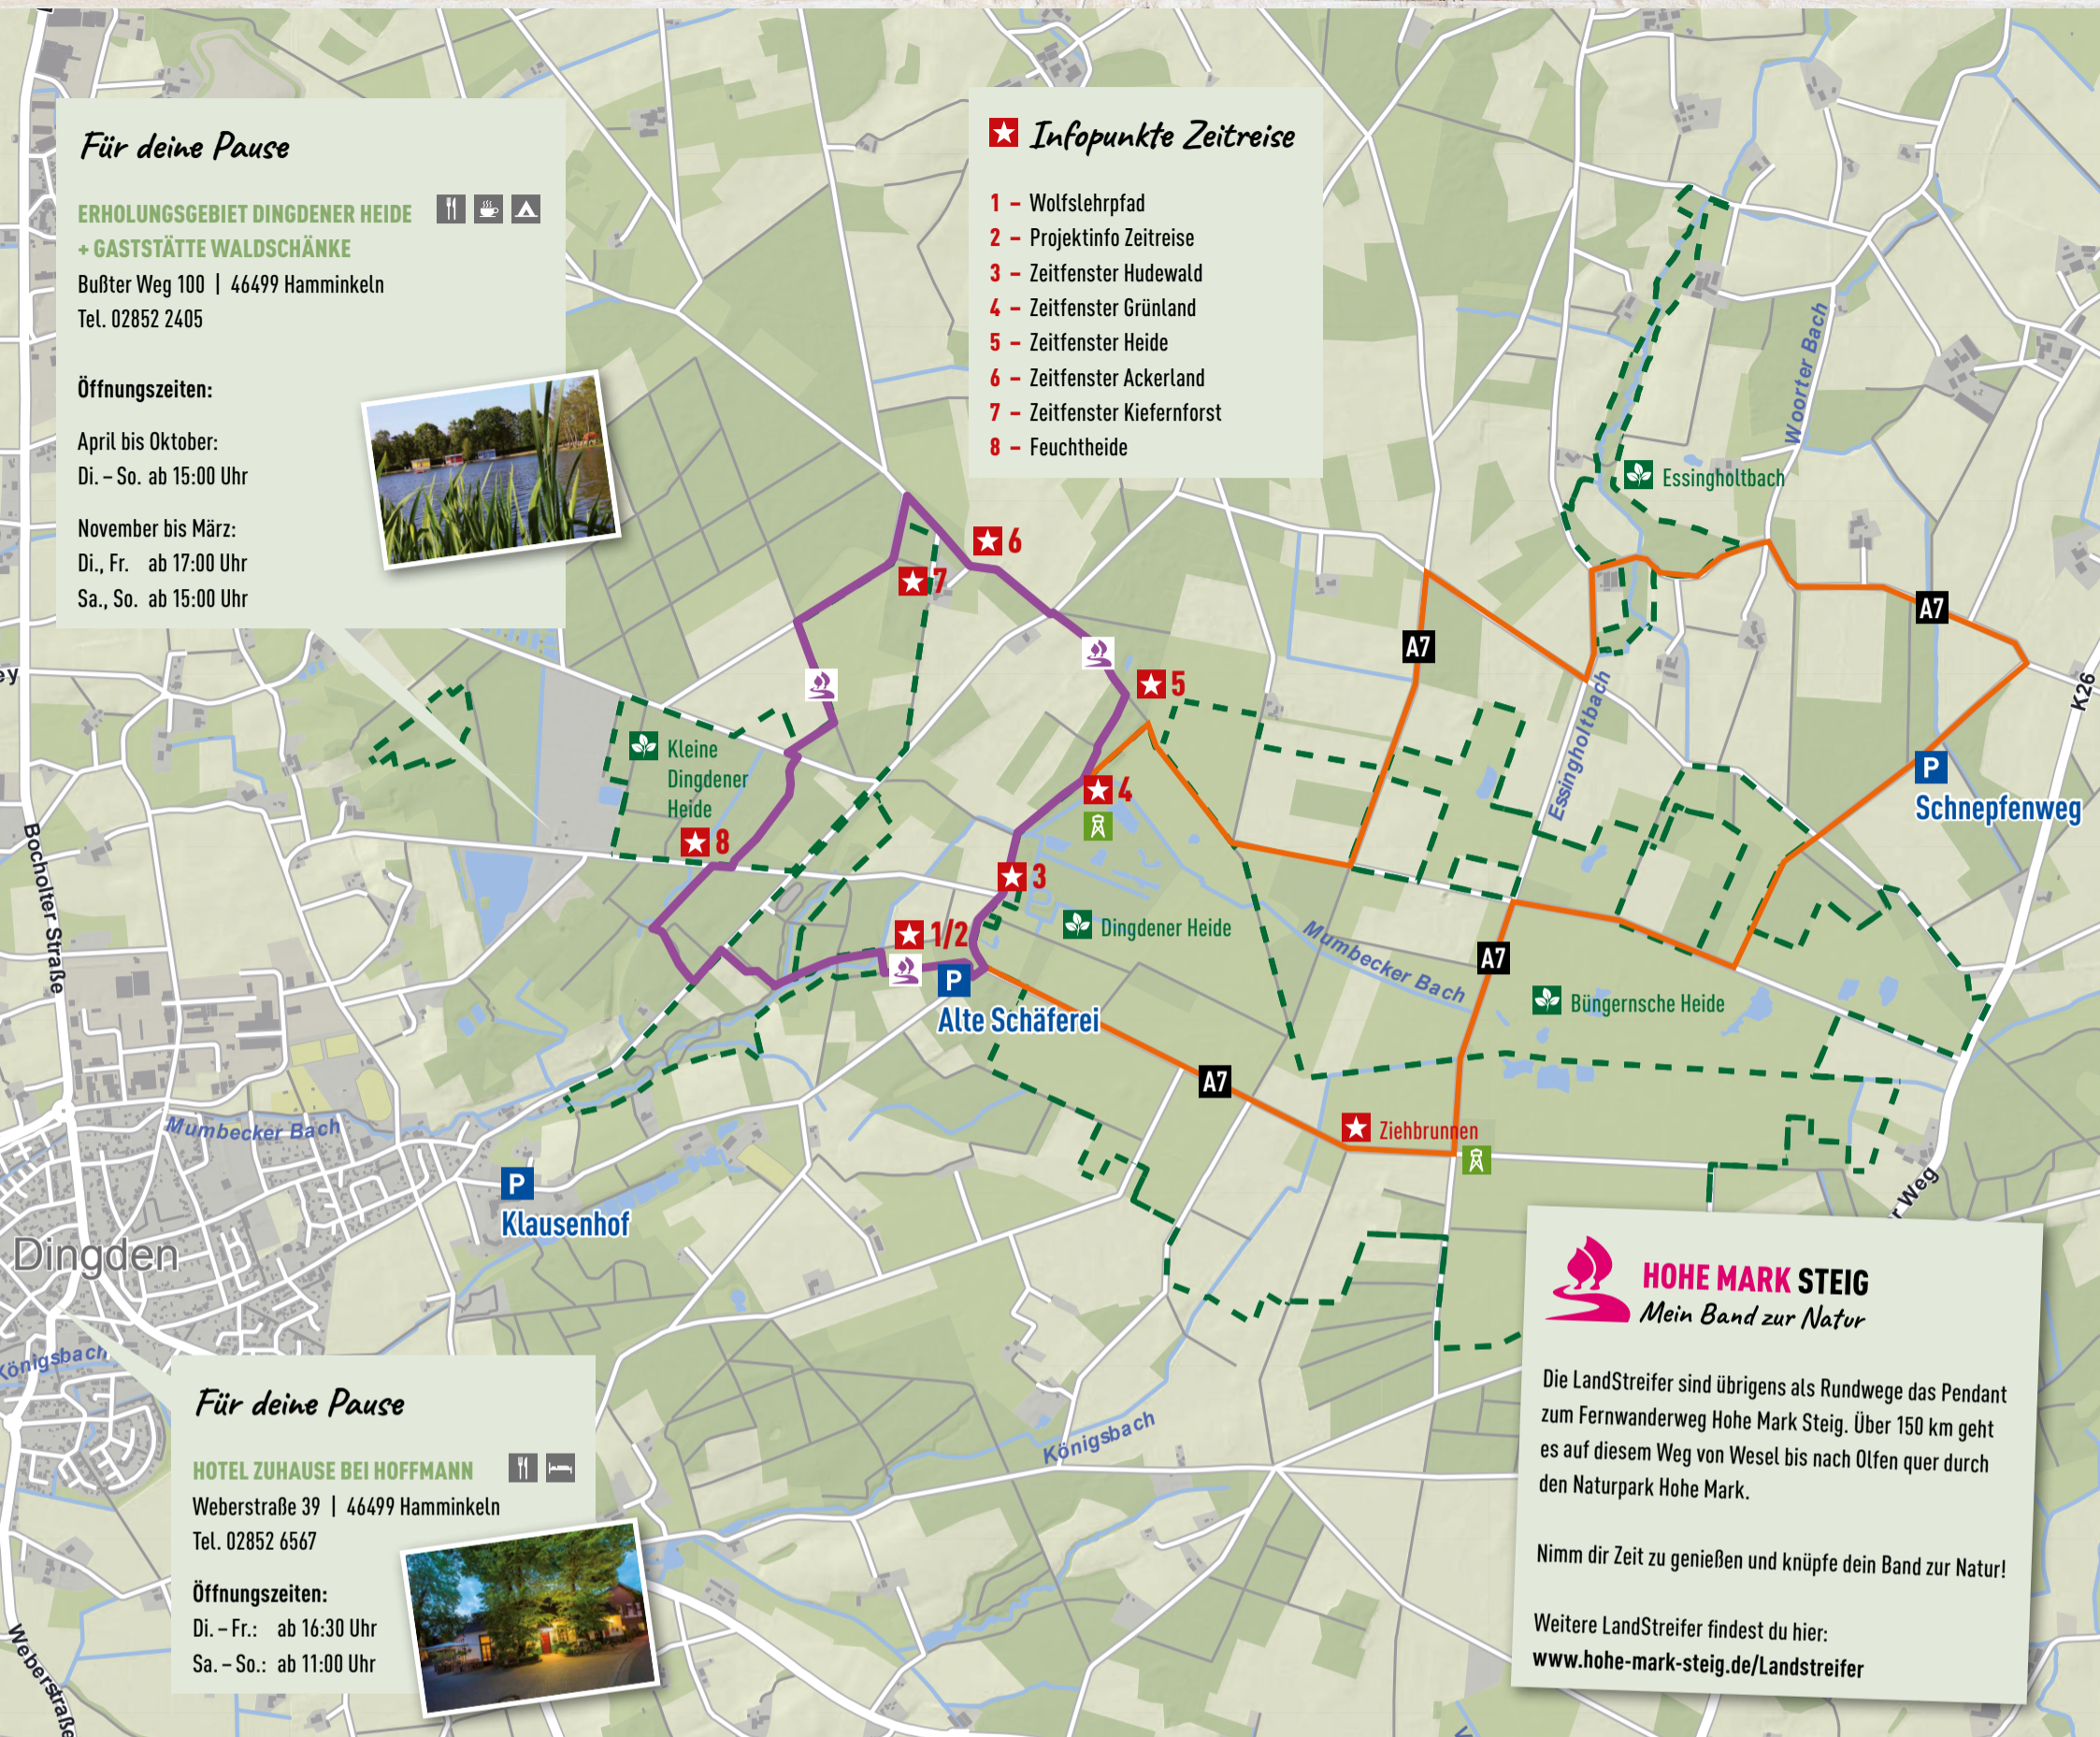 Für deine Pause
ERHOLUNGSGEBIET DINGDENER HEIDE
+ GASTSTÄTTE WALDSCHÄNKE
Bußter Weg 100 | 46499 Hamminkeln
Tel. 02852 2405
Öffnungszeiten:
April bis Oktober:
Di. – So. ab 15:00 Uhr
November bis März:
Di., Fr. ab 17:00 Uhr
Sa., So. ab 15:00 Uhr
Infopunkte Zeitreise
1 – Wolfslehrpfad
2 – Projektinfo Zeitreise
3 – Zeitfenster Hudewald
4 – Zeitfenster Grünland
5 – Zeitfenster Heide
6 – Zeitfenster Ackerland
7 – Zeitfenster Kiefernforst
8 – Feuchtheide
Woorter Bach
Essingholtbach
6
7
A7
A7
5
K26
Kleine
Dingdener
Heide
Essingholtbach
4
P
Schnepfenweg
8
3
Bocholter Straße
1/2
Dingdener Heide
Mumbecker Bach
A7
P
Alte Schäferei
Büngernsche Heide
A7
Mumbecker Bach
Ziehbrunnen
P
Klausenhof
r Weg
Dingden
Königsbach
Königsbach
Weberstraße
Für deine Pause
HOTEL ZUHAUSE BEI HOFFMANN
Weberstraße 39 | 46499 Hamminkeln
Tel. 02852 6567
Öffnungszeiten:
Di. – Fr.: ab 16:30 Uhr
Sa. – So.: ab 11:00 Uhr
HOHE MARK STEIG
Mein Band zur Natur
Die LandStreifer sind übrigens als Rundwege das Pendant
zum Fernwanderweg Hohe Mark Steig. Über 150 km geht
es auf diesem Weg von Wesel bis nach Olfen quer durch
den Naturpark Hohe Mark.
Nimm dir Zeit zu genießen und knüpfe dein Band zur Natur!
Weitere LandStreifer findest du hier:
www.hohe-mark-steig.de/Landstreifer